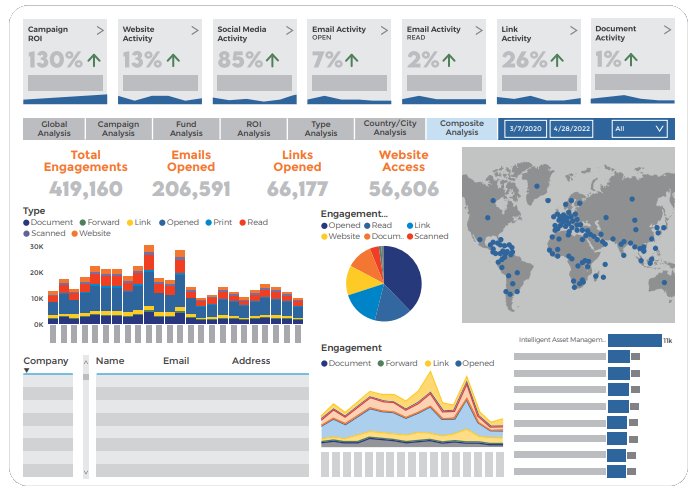 Campaign
ROI
130%
Website
Activity
13%
Social Media
Activity
85%
Email Activity
OPEN
7%
Email Activity
READ
2%
Link
Activity
26%
Document
Activity
1%
Global
Analysis
Campaign
Analysis
Fund
Analysis
ROI
Analysis
Type
Analysis
Country/City
Analysis
Composite
Analysis
3/7/2020
4/28/2022
All
Total
Engagements
419,160
Emails
Opened
206,591
Links
Opened
66,177
Website
Access
56,606
Type
Document Forward Link Opened Print Read
Scanned Website
30K
20K
10K
0K
Engagement...
Opened Read Link
Website Docum.. Scanned
Company
Name Email Address
Engagement
Document Forward Link Opened
Intelligent Asset Managem..
11k